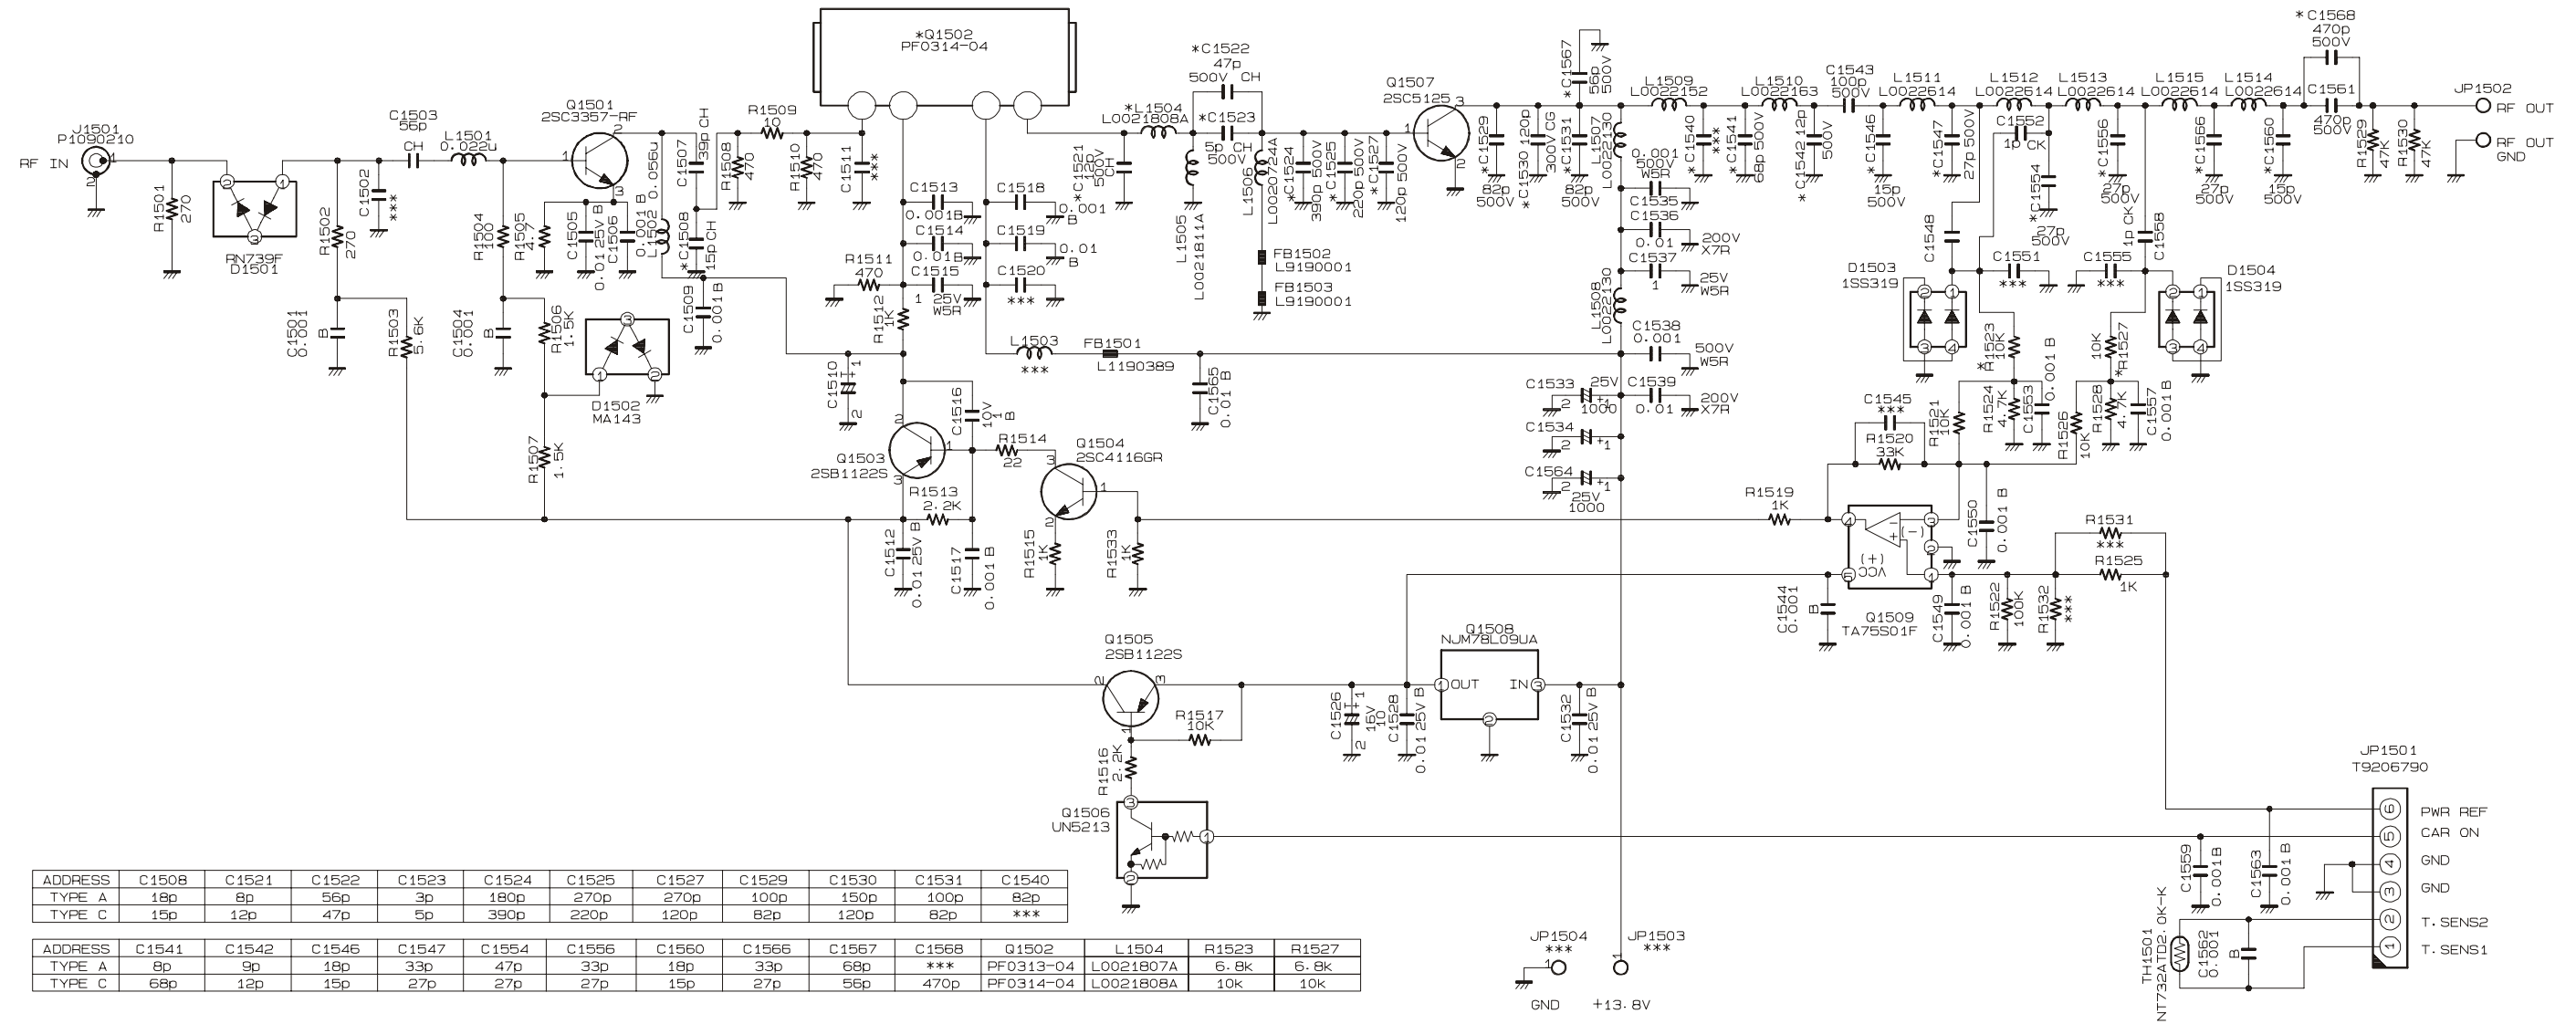 *Q1502
PF0314-04
J1501
P1090210
RF IN
1
2
R1501
270
RN739F
D1501
R1502
270
C1502
***
C1503
56p
CH
L1501
0.022u
C1501
0.001
B
R1503
5.6K
R1504
100
R1505
4.7
C1504
0.001
B
R1506
1.5K
R1507
1.5K
D1502
MA143
Q1501
2SC3357-RF
C1505
0.01 25V B
C1506
0.001 B
L1502
0.056u
C1507
39p CH
*C1508
15p CH
C1509
0.001B
R1508
470
R1509
10
R1510
470
C1511
***
C1513
0.001B
C1514
0.01B
C1515
1
25V
W5R
R1511
470
R1512
1K
C1518
0.001
B
C1519
0.01
B
C1520
***
L1503
***
FB1501
L1190389
C1510
C1516
10V
1
B
Q1503
2SB1122S
R1513
2.2K
R1514
22
Q1504
2SC4116GR
C1512
0.01 25V B
C1517
0.001 B
R1515
1K
R1533
1K
*L1504
L0021808A
*C1521
12p
500V
CH
*C1522
47p
500V CH
*C1523
5p CH
500V
L1505
L0021811A
L1506
L0020724A
FB1502
L9190001
FB1503
L9190001
*C1524
390p 500V
*C1525
220p 500V
*C1527
120p 500V
C1565
0.01 B
Q1507
2SC5125
*C1529
82p
500V
*C1530 120p
300V CG
*C1531
82p
500V
*C1567
56p
500V
L1507
L0022130
0.001
500V
W5R
C1535
C1536
0.01
200V
X7R
C1537
1
25V
W5R
L1508
L0022130
C1538
0.001
500V
W5R
C1533
25V
1000
C1539
0.01
200V
X7R
C1534
C1564
25V
1000
L1509
L0022152
*C1540
***
*C1541
68p 500V
L1510
L0022163
*C1542 12p
500V
C1543
100p
500V
*C1546
15p
500V
L1511
L0022614
*C1547
27p 500V
L1512
L0022614
C1552
1p CK
*C1554
27p
500V
L1513
L0022614
*C1556
27p
500V
L1515
L0022614
*C1566
27p
500V
L1514
L0022614
*C1560
15p
500V
*C1568
470p
500V
C1561
470p
500V
R1529
47K
R1530
47K
JP1502
RF OUT
RF OUT
GND
C1548
C1551
***
C1555
***
1p CK
C1558
D1503
1SS319
D1504
1SS319
*R1523
10K
*R1527
10K
R1524
4.7K
C1553
0.001 B
R1528
4.7K
C1557
0.001B
C1545
***
R1520
33K
R1521
10K
R1526
10K
R1519
1K
C1550
0.001 B
R1531
***
R1525
1K
(-)
(+)
VCC
Q1509
TA75S01F
C1544
0.001
B
C1549
0.001 B
R1522
100K
R1532
***
Q1505
2SB1122S
R1517
10K
R1516
2.2K
Q1506
UN5213
C1526
16V
10
C1528
0.01 25V B
Q1508
NJM78L09UA
OUT
IN
C1532
0.01 25V B
JP1501
T9206790
6 PWR REF
5 CAR ON
4 GND
3 GND
2 T.SENS2
1 T.SENS1
C1559
0.001B
C1563
0.001 B
TH1501
NT732ATD2.0K-K
C1562
0.001
B
JP1504
***
JP1503
***
GND
+13.8V
ADDRESS C1508 C1521 C1522 C1523 C1524 C1525 C1527 C1529 C1530 C1531 C1540
TYPE A 18p 8p 56p 3p 180p 270p 270p 100p 150p 100p 82p
TYPE C 15p 12p 47p 5p 390p 220p 120p 82p 120p 82p ***
ADDRESS C1541 C1542 C1546 C1547 C1554 C1556 C1560 C1566 C1567 C1568 Q1502 L1504 R1523 R1527
TYPE A 8p 9p 18p 33p 47p 33p 18p 33p 68p *** PF0313-04 L0021807A 6.8k 6.8k
TYPE C 68p 12p 15p 27p 27p 27p 15p 27p 56p 470p PF0314-04 L0021808A 10k 10k